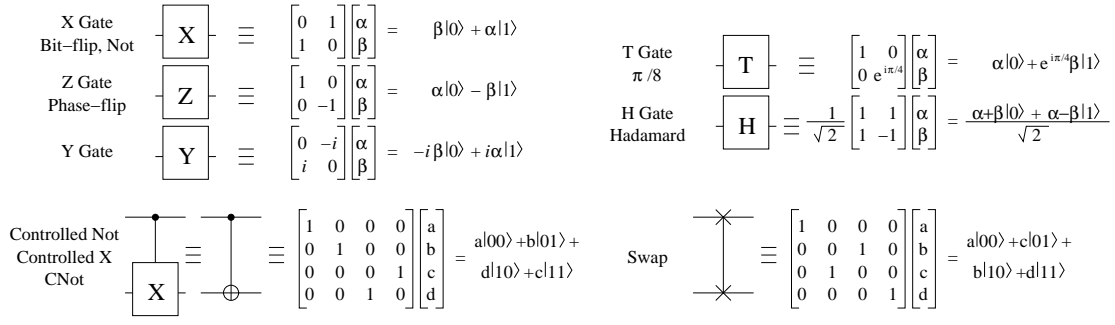 X Gate
Bit−flip, Not
X ≡ [0 1; 1 0] [α; β] = β|0⟩ + α|1⟩
Z Gate
Phase−flip
Z ≡ [1 0; 0 -1] [α; β] = α|0⟩ − β|1⟩
Y Gate
Y ≡ [0 -i; i 0] [α; β] = -iβ|0⟩ + iα|1⟩
T Gate
π /8
T ≡ [1 0; 0 e^{iπ/4}] [α; β] = α|0⟩ + e^{iπ/4}β|1⟩
H Gate
Hadamard
H ≡ 1/√2 [1 1; 1 -1] [α; β] = α+β|0⟩ + α−β|1⟩ / √2
Controlled Not
Controlled X
CNot
X ≡ ≡
1 0 0 0 a
0 1 0 0 b
0 0 0 1 c
0 0 1 0 d
= a|00⟩ +b|01⟩ +
d|10⟩ +c|11⟩
Swap
≡
1 0 0 0 a
0 0 1 0 b
0 1 0 0 c
0 0 0 1 d
= a|00⟩ +c|01⟩ +
b|10⟩ +d|11⟩